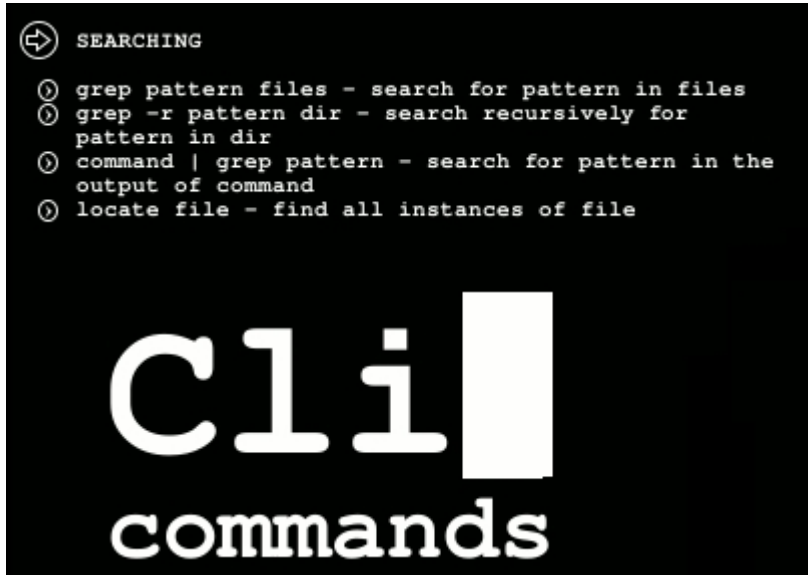 SEARCHING
grep pattern files - search for pattern in files
grep -r pattern dir - search recursively for
pattern in dir
command | grep pattern - search for pattern in the
output of command
locate file - find all instances of file
Cli
commands